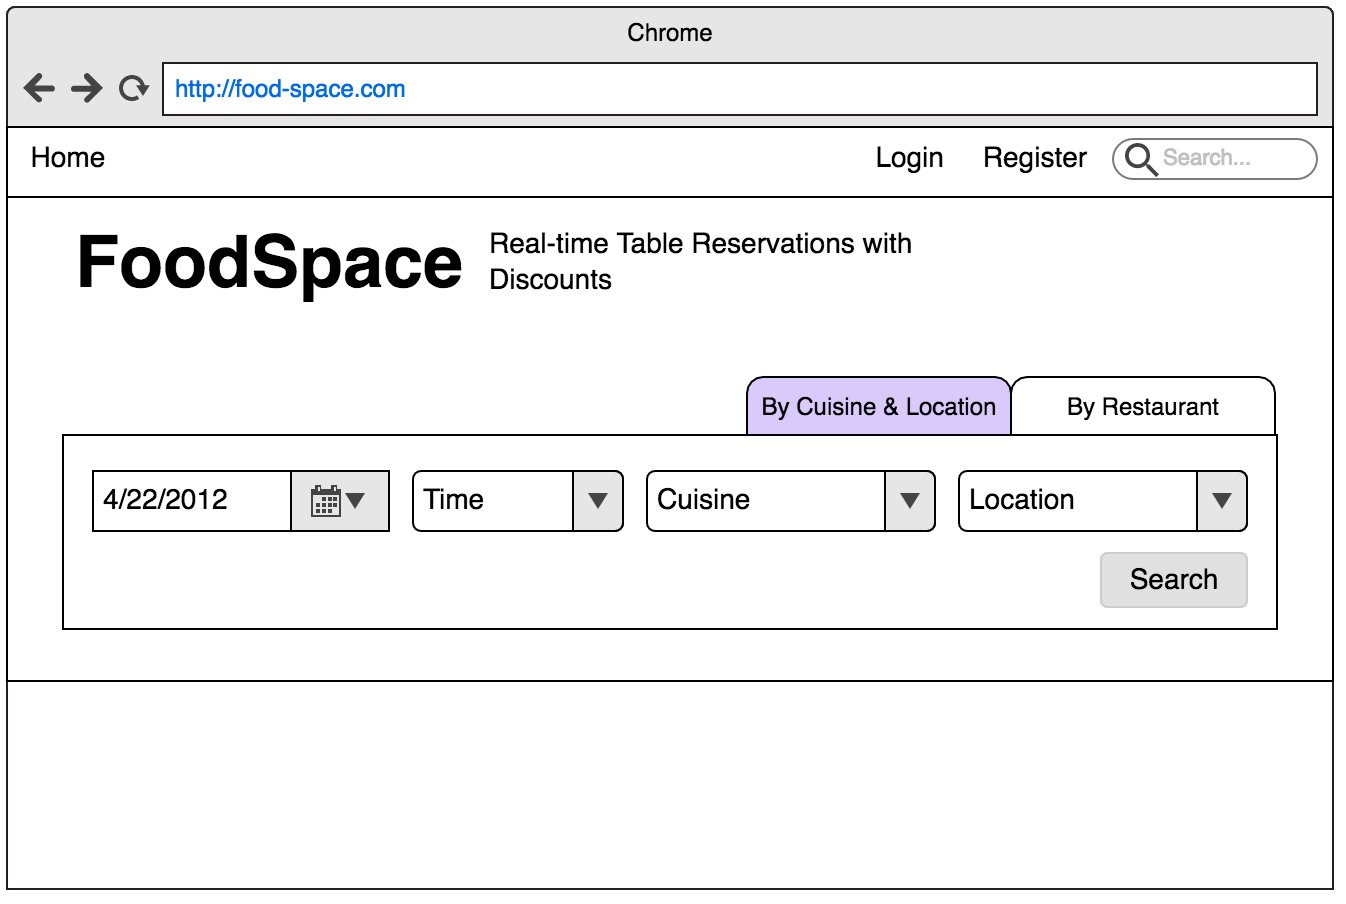 Chrome
http://food-space.com
Home Login Register Search...
FoodSpace
Real-time Table Reservations with
Discounts
By Cuisine & Location By Restaurant
4/22/2012 Time Cuisine Location
Search